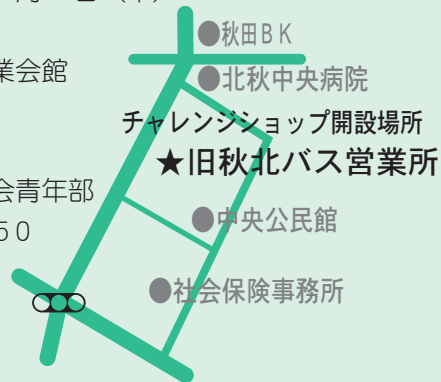 ●秋田ＢＫ
業会館
●北秋中央病院
チャレンジショップ開設場所
★旧秋北バス営業所
会青年部
●中央公民館
５０
●社会保険事務所